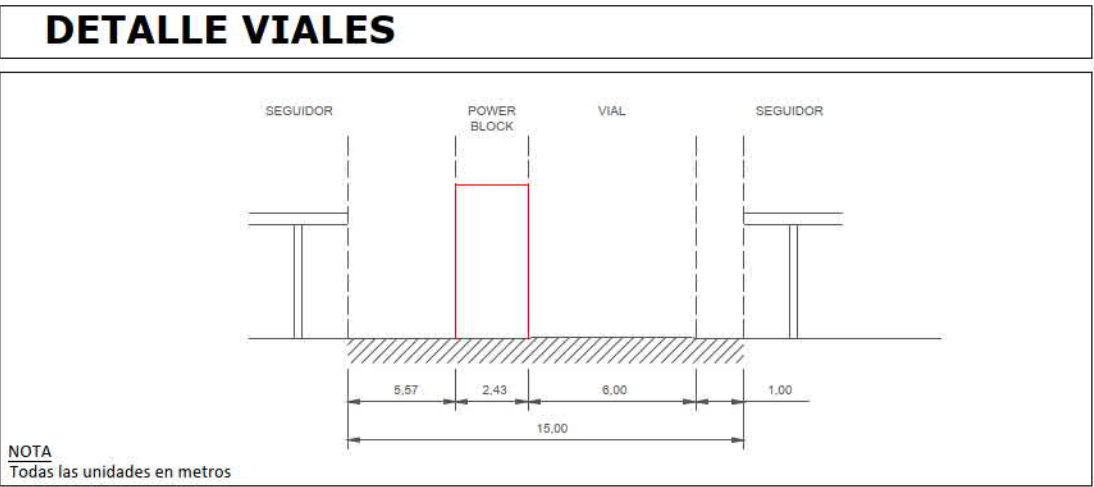 DETALLE VIALES
SEGUIDOR
POWER
BLOCK
VIAL
SEGUIDOR
5,57
2,43
6,00
1,00
15,00
NOTA
Todas las unidades en metros